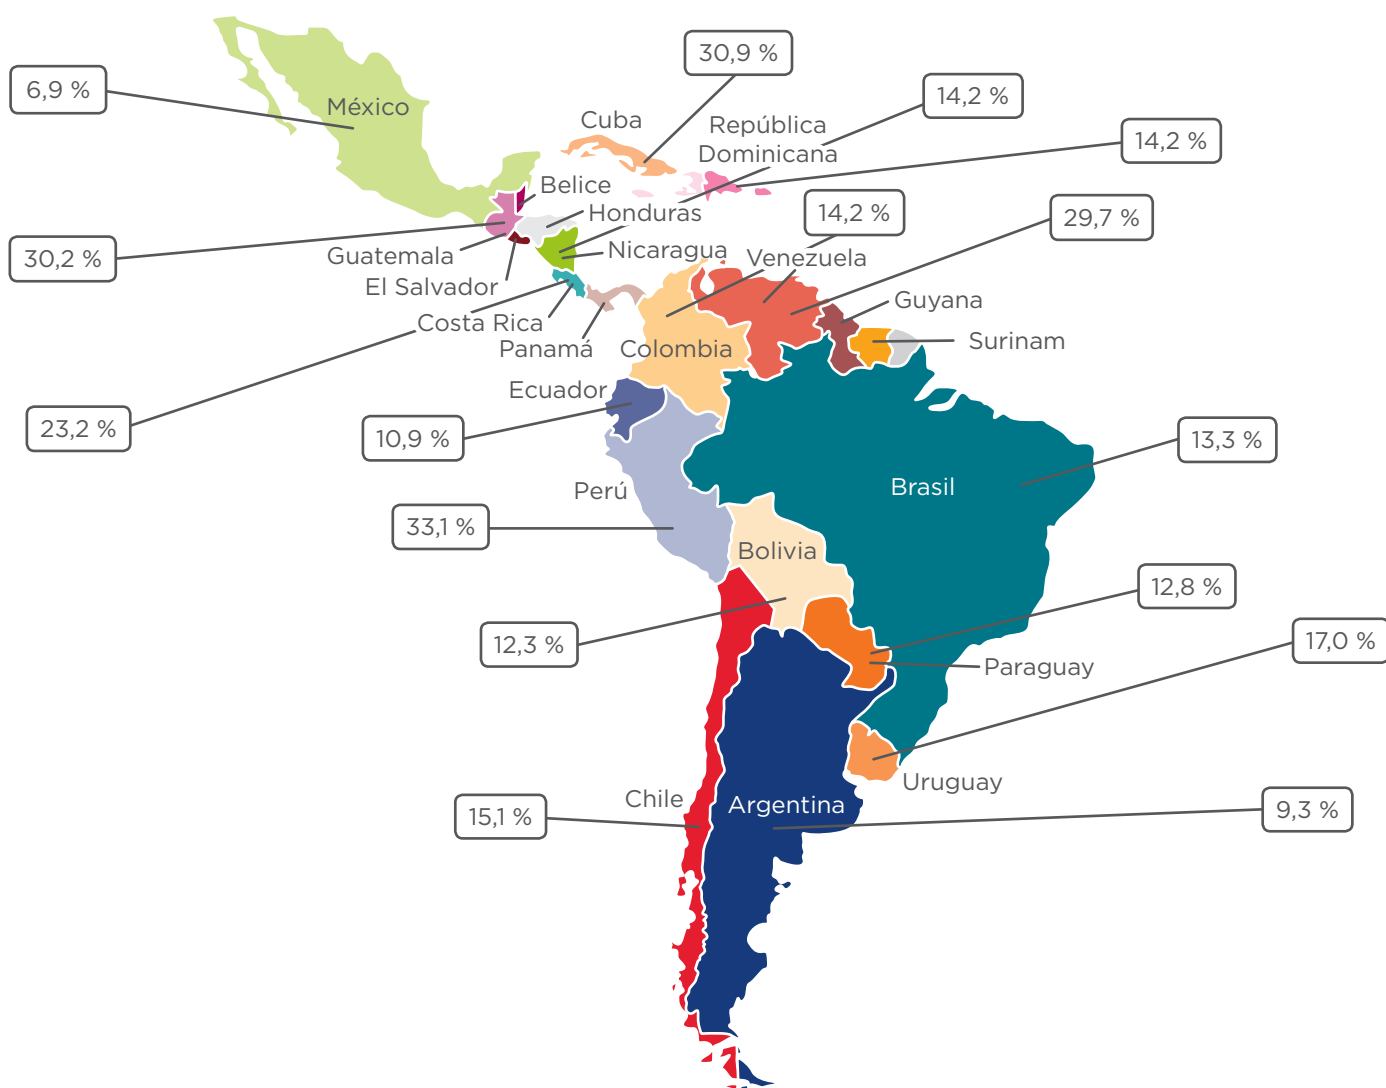 30,9 %
6,9 %
14,2 %
México
Cuba
República
Dominicana
14,2 %
Belice
Honduras
14,2 %
29,7 %
30,2 %
Guatemala
Nicaragua
Venezuela
El Salvador
Guyana
Costa Rica
Panamá
Colombia
Surinam
Ecuador
23,2 %
10,9 %
13,3 %
Perú
Brasil
33,1 %
Bolivia
12,8 %
12,3 %
17,0 %
Paraguay
Uruguay
Chile
Argentina
15,1 %
9,3 %